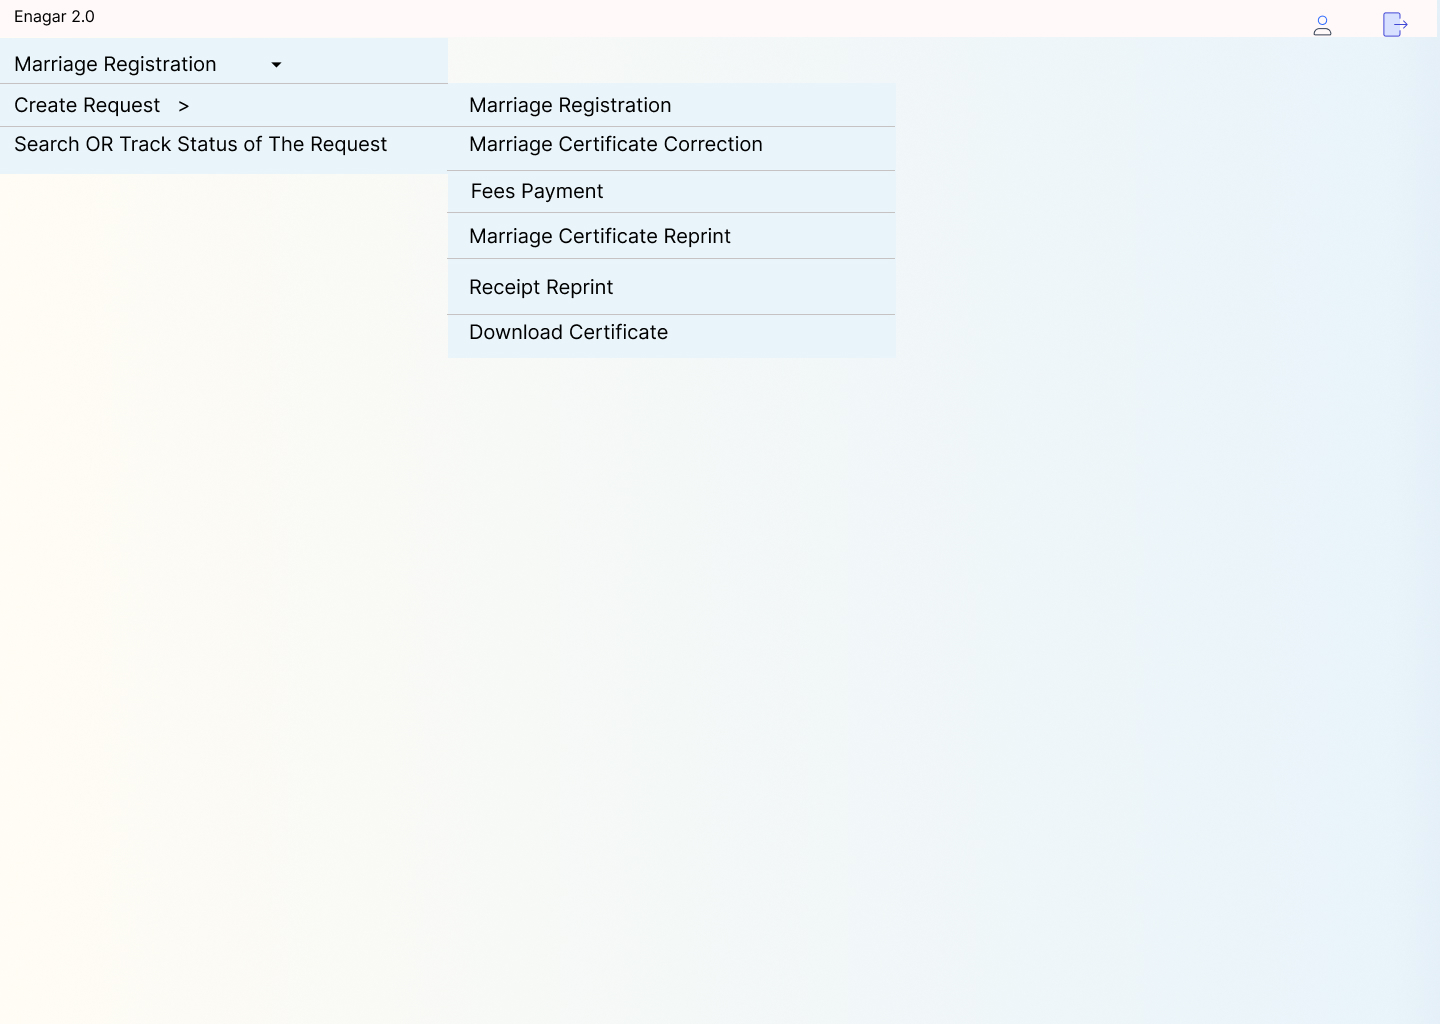 Enagar 2.0
Marriage Registration
Create Request >
Search OR Track Status of The Request
Marriage Registration
Marriage Certificate Correction
Fees Payment
Marriage Certificate Reprint
Receipt Reprint
Download Certificate